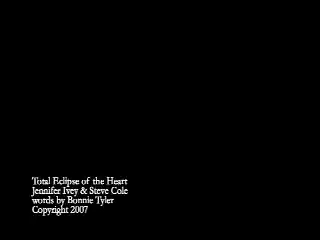 Total Eclipse of the Heart
Jennifer Ivey & Steve Cole
words by Bonnie Tyler
Copyright 2007